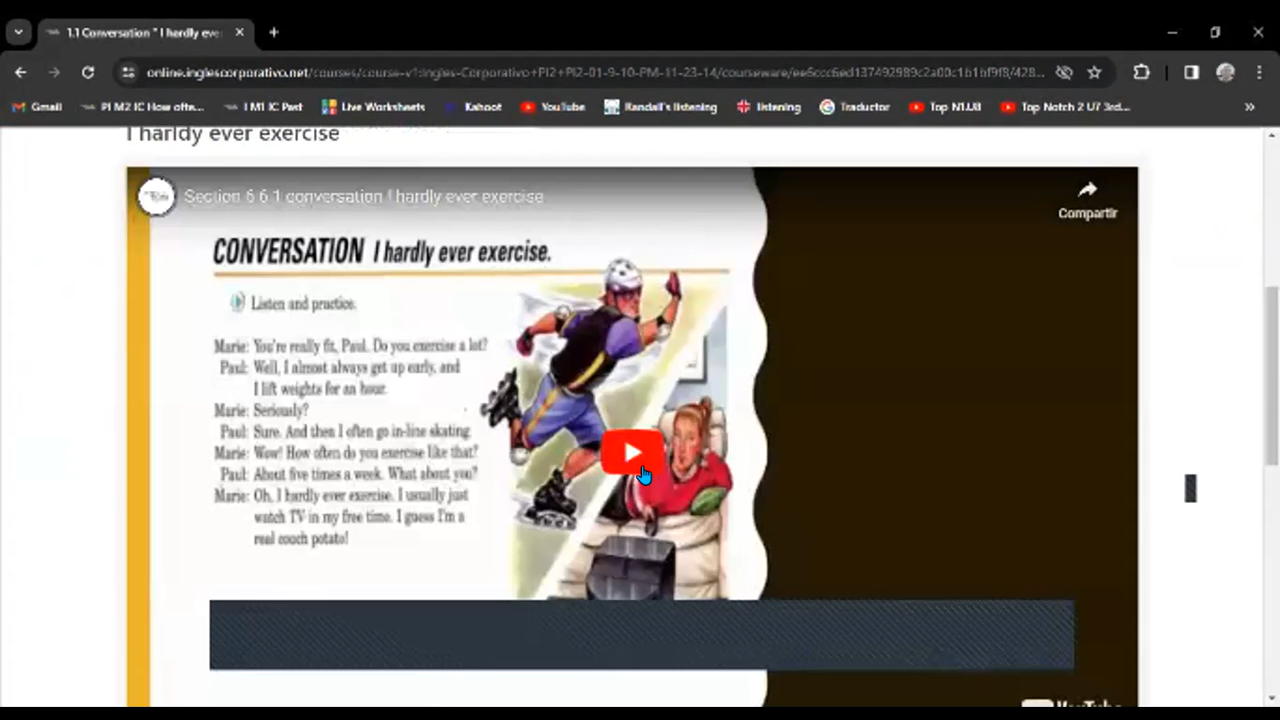 1.1 Conversation " I hardly eve
online.inglescorporativo.net/courses/course-v1:Ingles-Corporativo+PI2+PI2-01-9-10-PM-11-23-14/courseware/
Gmail
PI M2 IC How ofte...
I M1 IC Past
Live Worksheets
Kahoot
YouTube
Randall's listening
listening
Traductor
Top N1.U8
Top Notch 2 U7 3rd...
I harldy ever exercise
Section 6 6 1 conversation I hardly ever exercise
Compartir
CONVERSATION I hardly ever exercise.
Listen and practice.
Marie: You're really fit, Paul. Do you exercise a lot?
Paul: Well, I almost always get up early, and
I lift weights for an hour.
Marie: Seriously?
Paul: Sure. And then I often go in-line skating.
Marie: Wow! How often do you exercise like that?
Paul: About five times a week. What about you?
Marie: Oh, I hardly ever exercise. I usually just
watch TV in my free time. I guess I'm a
real couch potato!
YouTube